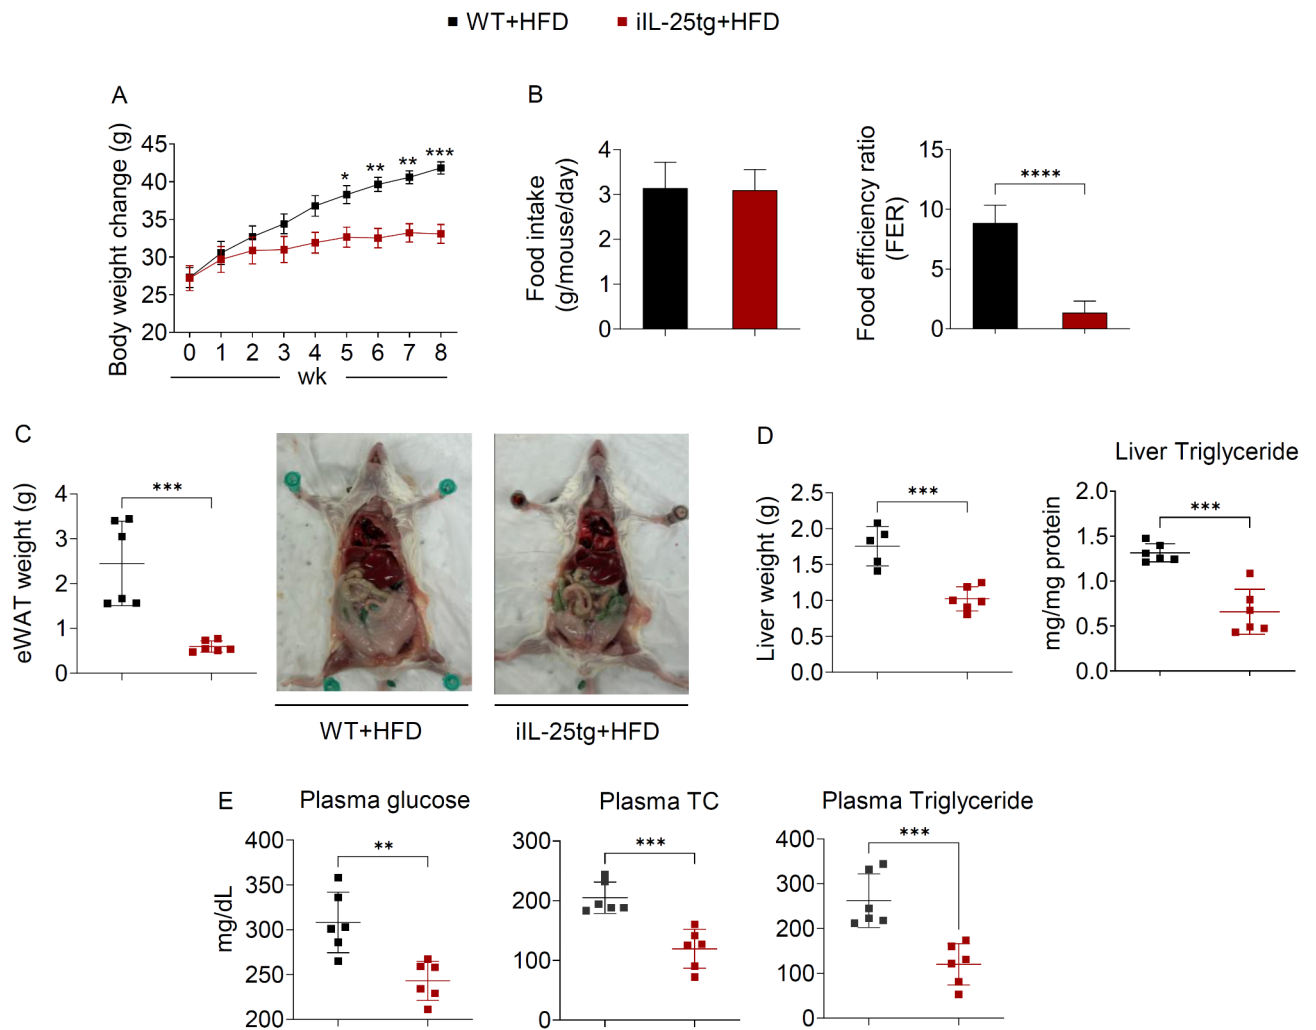 WT+HFD iIL-25tg+HFD
A
Body weight change (g)
45
40
35
30
25
20
* ** ** ***
0 1 2 3 4 5 6 7 8
wk
B
Food intake
(g/mouse/day)
4
3
2
1
0
Food efficiency ratio
(FER)
15
10
5
0
****
C
eWAT weight (g)
4
3
2
1
0
***
WT+HFD
iIL-25tg+HFD
D
Liver weight (g)
2.5
2.0
1.5
1.0
0.5
0.0
***
Liver Triglyceride
mg/mg protein
2.0
1.5
1.0
0.5
0.0
***
E
Plasma glucose
mg/dL
400
350
300
250
200
**
Plasma TC
300
200
100
0
***
Plasma Triglyceride
400
300
200
100
0
***